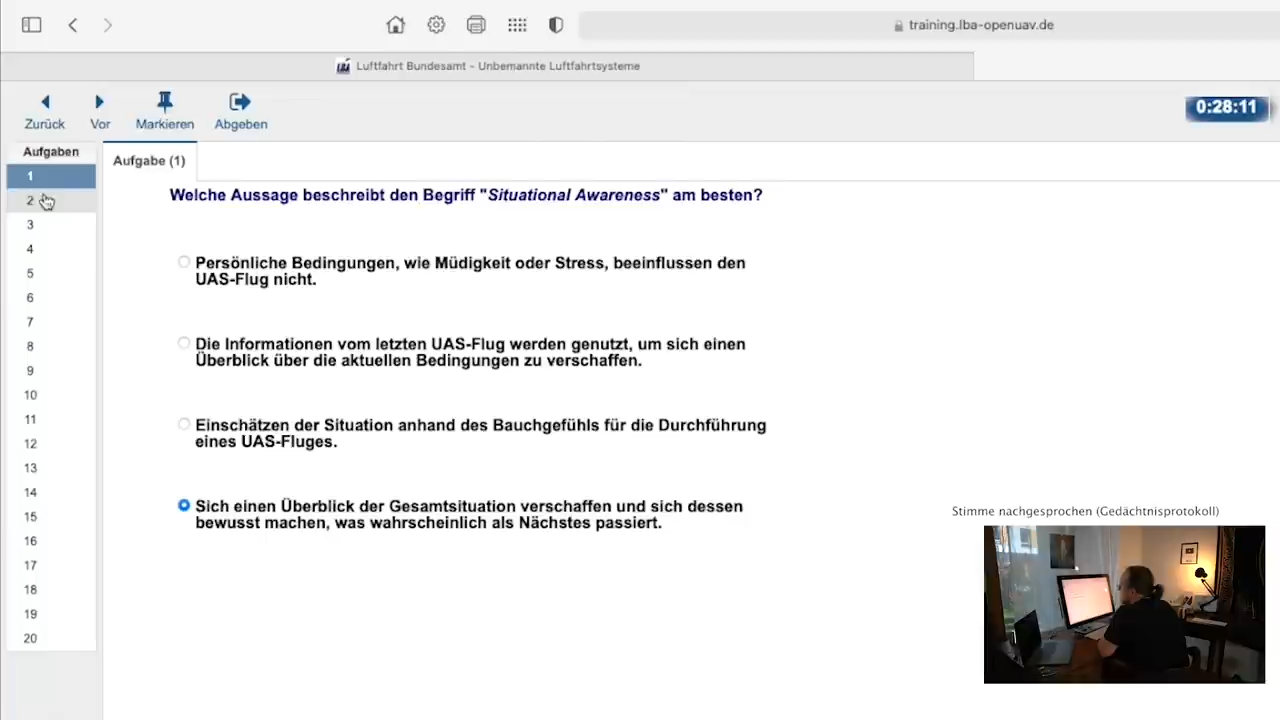 training.lba-openuav.de
Luftfahrt Bundesamt - Unbemannte Luftfahrtsysteme
Zurück Vor Markieren Abgeben
0:28:11
Aufgaben
1
2
3
4
5
6
7
8
9
10
11
12
13
14
15
16
17
18
19
20
Aufgabe (1)
Welche Aussage beschreibt den Begriff "Situational Awareness" am besten?
Persönliche Bedingungen, wie Müdigkeit oder Stress, beeinflussen den
UAS-Flug nicht.
Die Informationen vom letzten UAS-Flug werden genutzt, um sich einen
Überblick über die aktuellen Bedingungen zu verschaffen.
Einschätzen der Situation anhand des Bauchgefühls für die Durchführung
eines UAS-Fluges.
Sich einen Überblick der Gesamtsituation verschaffen und sich dessen
bewusst machen, was wahrscheinlich als Nächstes passiert.
Stimme nachgesprochen (Gedächtnisprotokoll)